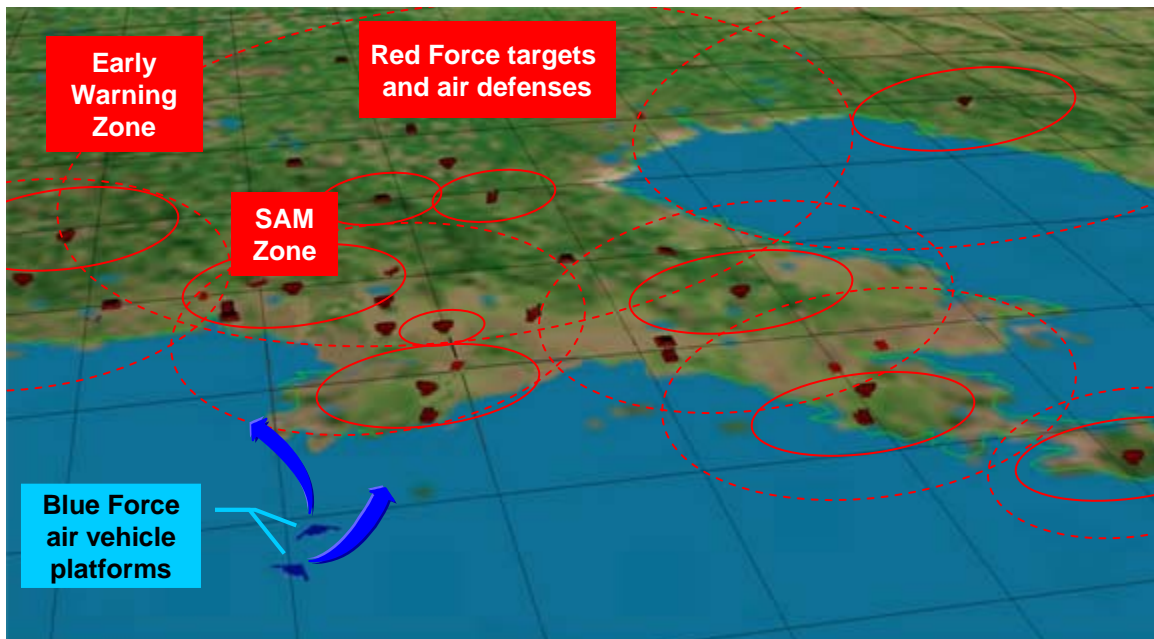 Early
Warning
Zone
Red Force targets
and air defenses
SAM
Zone
Blue Force
air vehicle
platforms